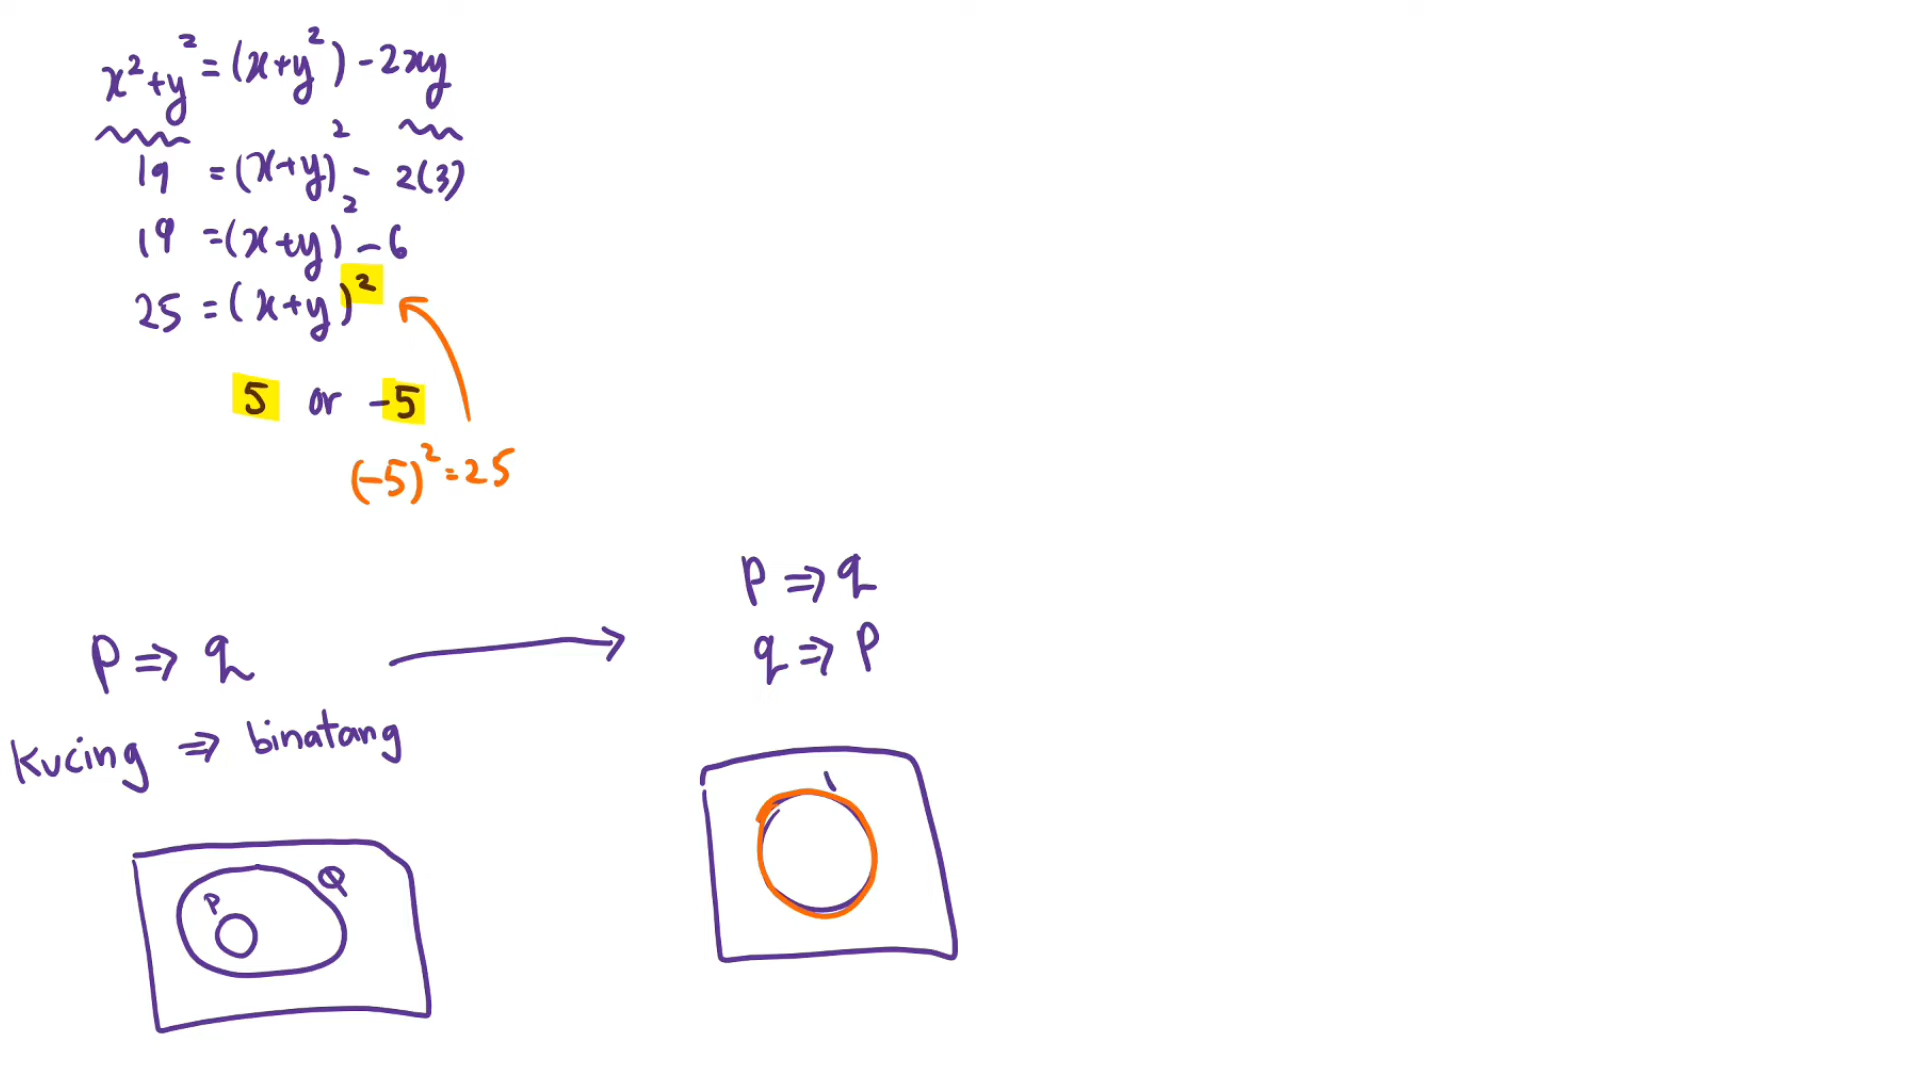 x²+y² = (x+y²) - 2xy
19 = (x+y)² - 2(3)
19 = (x+y)² - 6
25 = (x+y)²
5 or -5
(-5)² = 25
p ⇒ q
q ⇒ p
p ⇒ q
kucing ⇒ binatang
P
Q